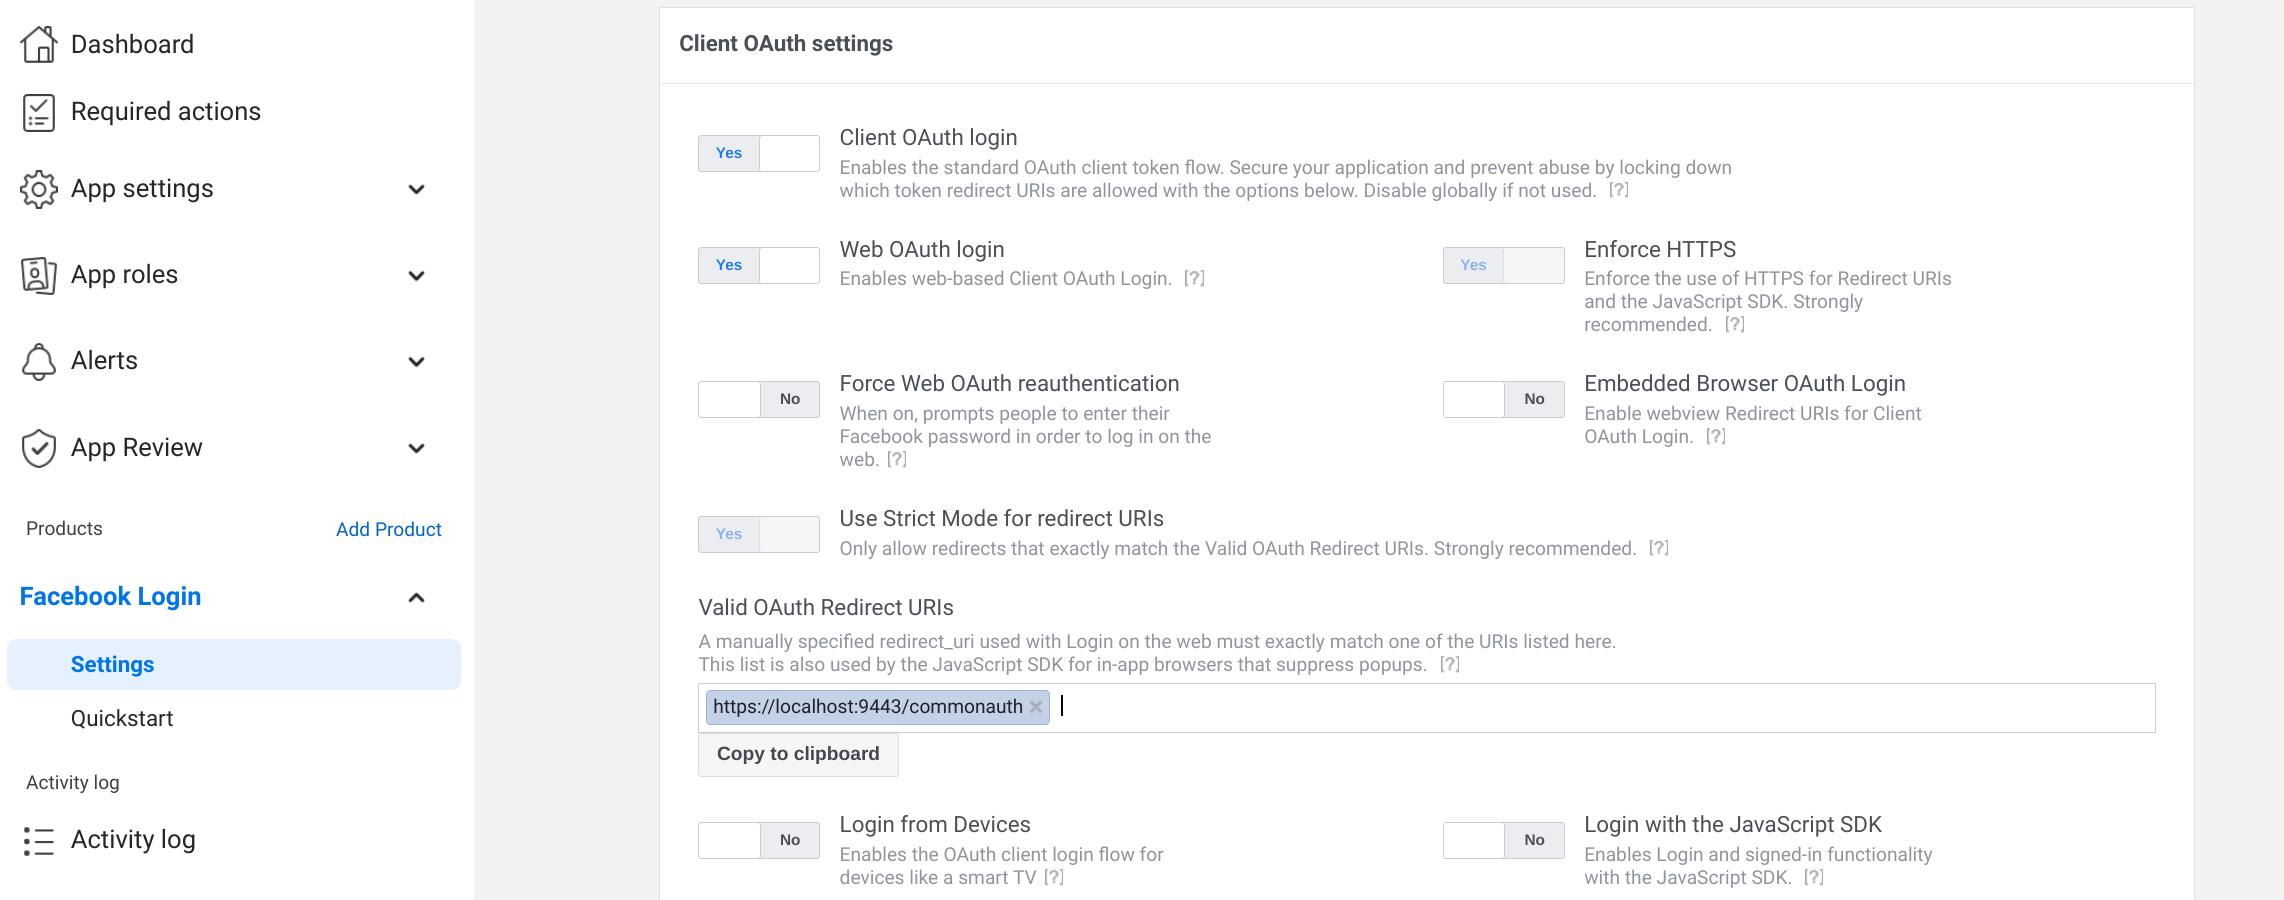 Dashboard
Required actions
App settings
App roles
Alerts
App Review
Products
Add Product
Facebook Login
Settings
Quickstart
Activity log
Activity log
Client OAuth settings
Yes
Client OAuth login
Enables the standard OAuth client token flow. Secure your application and prevent abuse by locking down
which token redirect URIs are allowed with the options below. Disable globally if not used. [?]
Yes
Web OAuth login
Enables web-based Client OAuth Login. [?]
Yes
Enforce HTTPS
Enforce the use of HTTPS for Redirect URIs
and the JavaScript SDK. Strongly
recommended. [?]
No
Force Web OAuth reauthentication
When on, prompts people to enter their
Facebook password in order to log in on the
web. [?]
No
Embedded Browser OAuth Login
Enable webview Redirect URIs for Client
OAuth Login. [?]
Yes
Use Strict Mode for redirect URIs
Only allow redirects that exactly match the Valid OAuth Redirect URIs. Strongly recommended. [?]
Valid OAuth Redirect URIs
A manually specified redirect_uri used with Login on the web must exactly match one of the URIs listed here.
This list is also used by the JavaScript SDK for in-app browsers that suppress popups. [?]
https://localhost:9443/commonauth
Copy to clipboard
No
Login from Devices
Enables the OAuth client login flow for
devices like a smart TV [?]
No
Login with the JavaScript SDK
Enables Login and signed-in functionality
with the JavaScript SDK. [?]